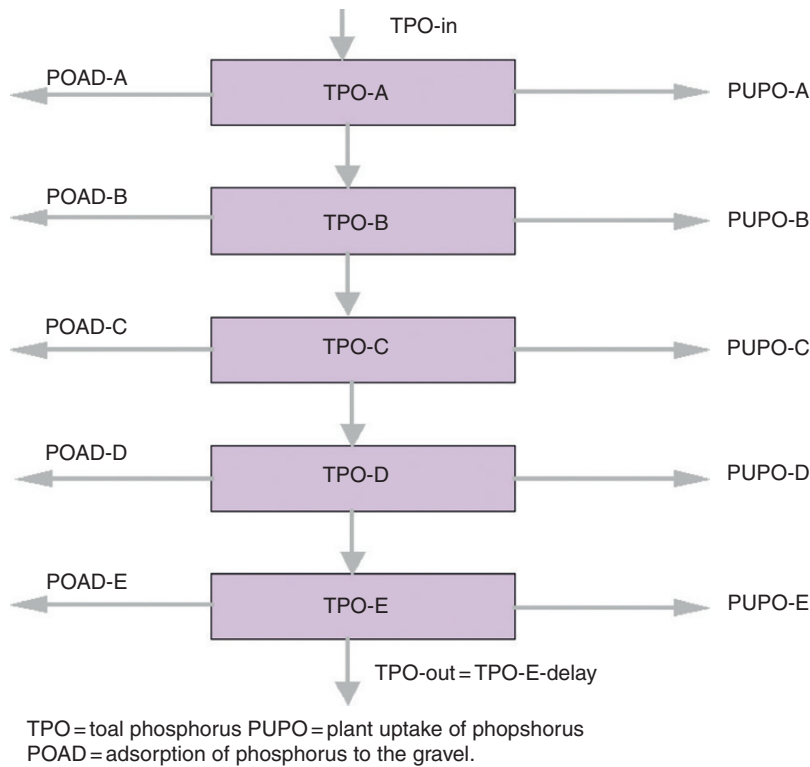 TPO-in
POAD-A
TPO-A
PUPO-A
POAD-B
TPO-B
PUPO-B
POAD-C
TPO-C
PUPO-C
POAD-D
TPO-D
PUPO-D
POAD-E
TPO-E
PUPO-E
TPO-out = TPO-E-delay
TPO = toal phosphorus PUPO = plant uptake of phopshorus
POAD = adsorption of phosphorus to the gravel.